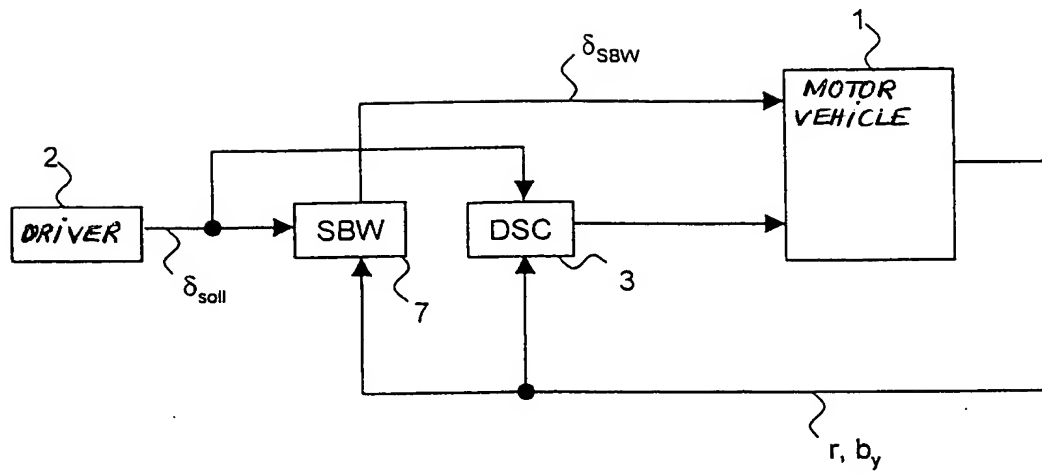 1
δSBW
MOTOR
VEHiCLE
2
DRiVER
SBW
DSC
δsoll
7
3
r, by